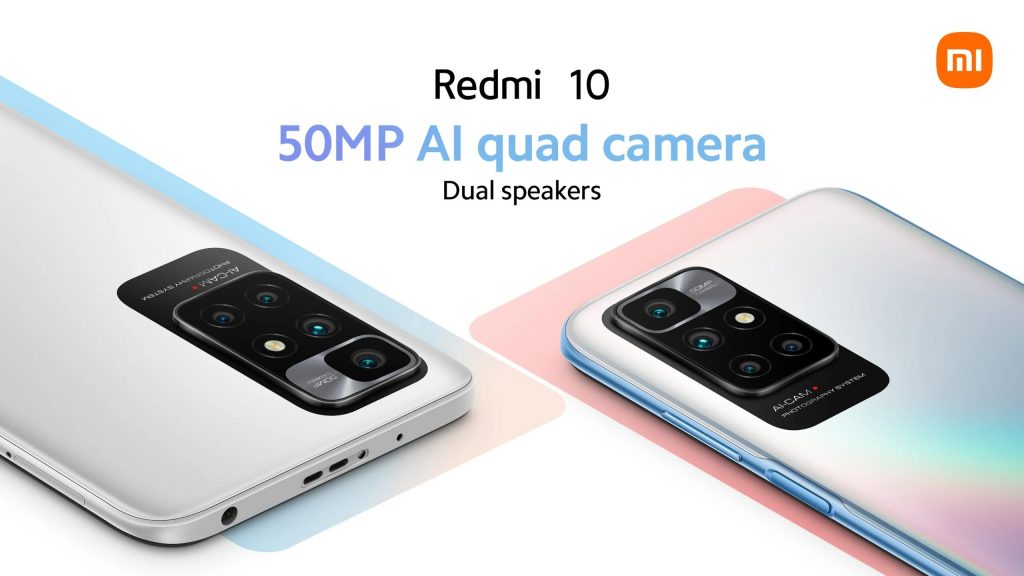 mi
Redmi 10
50MP AI quad camera
Dual speakers
AI-CAM
PHOTOGRAPHY SYSTEM
50MP
50MP
AI-CAM
PHOTOGRAPHY SYSTEM